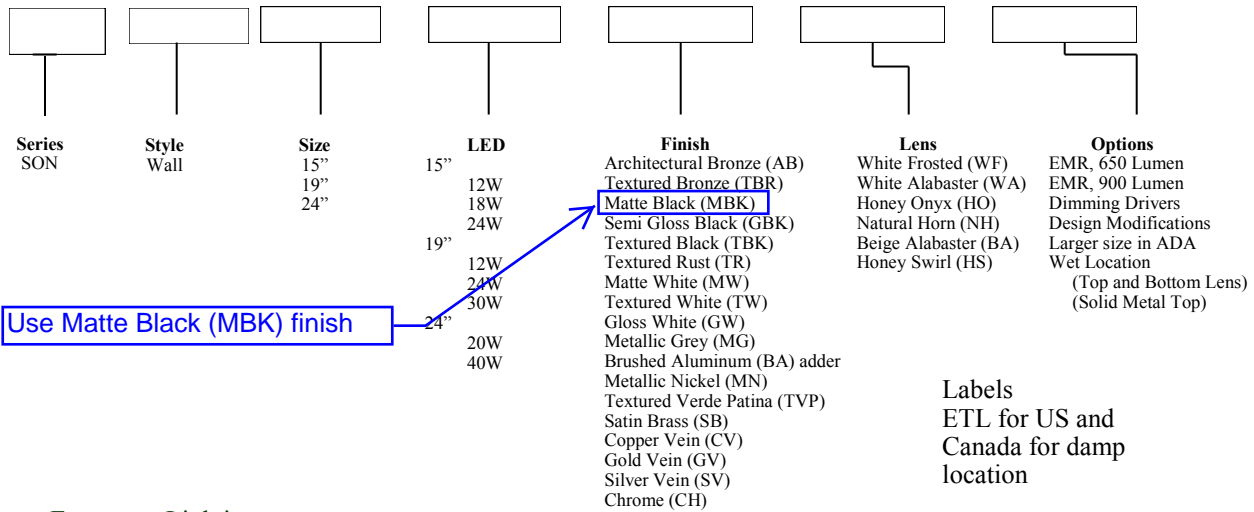 Series
SON
Style
Wall
Size
15”
19”
24”
LED
15”
12W
18W
24W
19”
12W
24W
30W
24”
20W
40W
Finish
Architectural Bronze (AB)
Textured Bronze (TBR)
Matte Black (MBK)
Semi Gloss Black (GBK)
Textured Black (TBK)
Textured Rust (TR)
Matte White (MW)
Textured White (TW)
Gloss White (GW)
Metallic Grey (MG)
Brushed Aluminum (BA) adder
Metallic Nickel (MN)
Textured Verde Patina (TVP)
Satin Brass (SB)
Copper Vein (CV)
Gold Vein (GV)
Silver Vein (SV)
Chrome (CH)
Lens
White Frosted (WF)
White Alabaster (WA)
Honey Onyx (HO)
Natural Horn (NH)
Beige Alabaster (BA)
Honey Swirl (HS)
Options
EMR, 650 Lumen
EMR, 900 Lumen
Dimming Drivers
Design Modifications
Larger size in ADA
Wet Location
(Top and Bottom Lens)
(Solid Metal Top)
Use Matte Black (MBK) finish
Labels
ETL for US and
Canada for damp
location